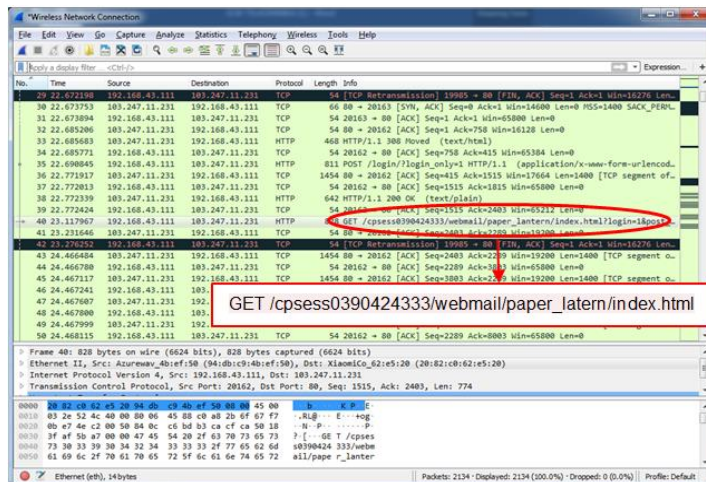 *Wireless Network Connection
File Edit View Go Capture Analyze Statistics Telephony Wireless Tools Help
Apply a display filter ... <Ctrl-/> Expression... +
No. Time Source Destination Protocol Length Info
29 22.672198 192.168.43.111 103.247.11.231 TCP 54 [TCP Retransmission] 19985 → 80 [FIN, ACK] Seq=1 Ack=1 Win=16276 Len…
30 22.673753 103.247.11.231 192.168.43.111 TCP 66 80 → 20163 [SYN, ACK] Seq=0 Ack=1 Win=14600 Len=0 MSS=1400 SACK_PERM…
31 22.673894 192.168.43.111 103.247.11.231 TCP 54 20163 → 80 [ACK] Seq=1 Ack=1 Win=65800 Len=0
32 22.685206 103.247.11.231 192.168.43.111 TCP 54 80 → 20162 [ACK] Seq=1 Ack=758 Win=16128 Len=0
33 22.685683 103.247.11.231 192.168.43.111 HTTP 468 HTTP/1.1 308 Moved (text/html)
34 22.685771 192.168.43.111 103.247.11.231 TCP 54 20162 → 80 [ACK] Seq=758 Ack=415 Win=65384 Len=0
35 22.690845 192.168.43.111 103.247.11.231 HTTP 811 POST /login/?login_only=1 HTTP/1.1 (application/x-www-form-urlencod…
36 22.771917 103.247.11.231 192.168.43.111 TCP 1454 80 → 20162 [ACK] Seq=415 Ack=1515 Win=17664 Len=1400 [TCP segment of…
37 22.772013 192.168.43.111 103.247.11.231 TCP 54 20162 → 80 [ACK] Seq=1515 Ack=1815 Win=65800 Len=0
38 22.772339 103.247.11.231 192.168.43.111 HTTP 642 HTTP/1.1 200 OK (text/plain)
39 22.772424 192.168.43.111 103.247.11.231 TCP 54 20162 → 80 [ACK] Seq=1515 Ack=2403 Win=65212 Len=0
40 23.117967 192.168.43.111 103.247.11.231 HTTP 828 GET /cpsess0390424333/webmail/paper_lantern/index.html?login=1&post_…
41 23.231646 103.247.11.231 192.168.43.111 TCP 54 80 → 20162 [ACK] Seq=2403 Ack=2289 Win=19200 Len=0
42 23.276252 192.168.43.111 103.247.11.231 TCP 54 [TCP Retransmission] 19985 → 80 [FIN, ACK] Seq=1 Ack=1 Win=16276 Len…
43 24.466484 103.247.11.231 192.168.43.111 TCP 1454 80 → 20162 [ACK] Seq=2403 Ack=2289 Win=19200 Len=1400 [TCP segment o…
44 24.466780 192.168.43.111 103.247.11.231 TCP 54 20162 → 80 [ACK] Seq=2289 Ack=3803 Win=65800 Len=0
45 24.467117 103.247.11.231 192.168.43.111 TCP 1454 80 → 20162 [ACK] Seq=3803 Ack=2289 Win=19200 Len=1400 [TCP segment o…
46 24.467241 103.247.11.231
47 24.467607 192.168.43.111
48 24.467800 103.247.11.231
49 24.467999 103.247.11.231
GET /cpsess0390424333/webmail/paper_latern/index.html
50 24.468115 192.168.43.111 103.247.11.231 TCP 54 20162 → 80 [ACK] Seq=2289 Ack=8003 Win=65800 Len=0
Frame 40: 828 bytes on wire (6624 bits), 828 bytes captured (6624 bits)
Ethernet II, Src: Azurewav_4b:ef:50 (94:db:c9:4b:ef:50), Dst: XiaomiCo_62:e5:20 (20:82:c0:62:e5:20)
Internet Protocol Version 4, Src: 192.168.43.111, Dst: 103.247.11.231
Transmission Control Protocol, Src Port: 20162, Dst Port: 80, Seq: 1515, Ack: 2403, Len: 774
0000 20 82 c0 62 e5 20 94 db c9 4b ef 50 08 00 45 00 ..b. .. .K.P..E.
0010 03 2e 52 4c 40 00 80 06 45 88 c0 a8 2b 6f 67 f7 ..RL@... E...+og.
0020 0b e7 4e c2 00 50 84 0c c6 bd b3 ca cf ca 50 18 ..N..P.. ......P.
0030 3f af 5b a7 00 00 47 45 54 20 2f 63 70 73 65 73 ?.[...GE T /cpses
0040 73 30 33 39 30 34 32 34 33 33 33 2f 77 65 62 6d s0390424 333/webm
0050 61 69 6c 2f 70 61 70 65 72 5f 6c 61 6e 74 65 72 ail/pape r_lanter
Ethernet (eth), 14 bytes Packets: 2134 · Displayed: 2134 (100.0%) · Dropped: 0 (0.0%) Profile: Default